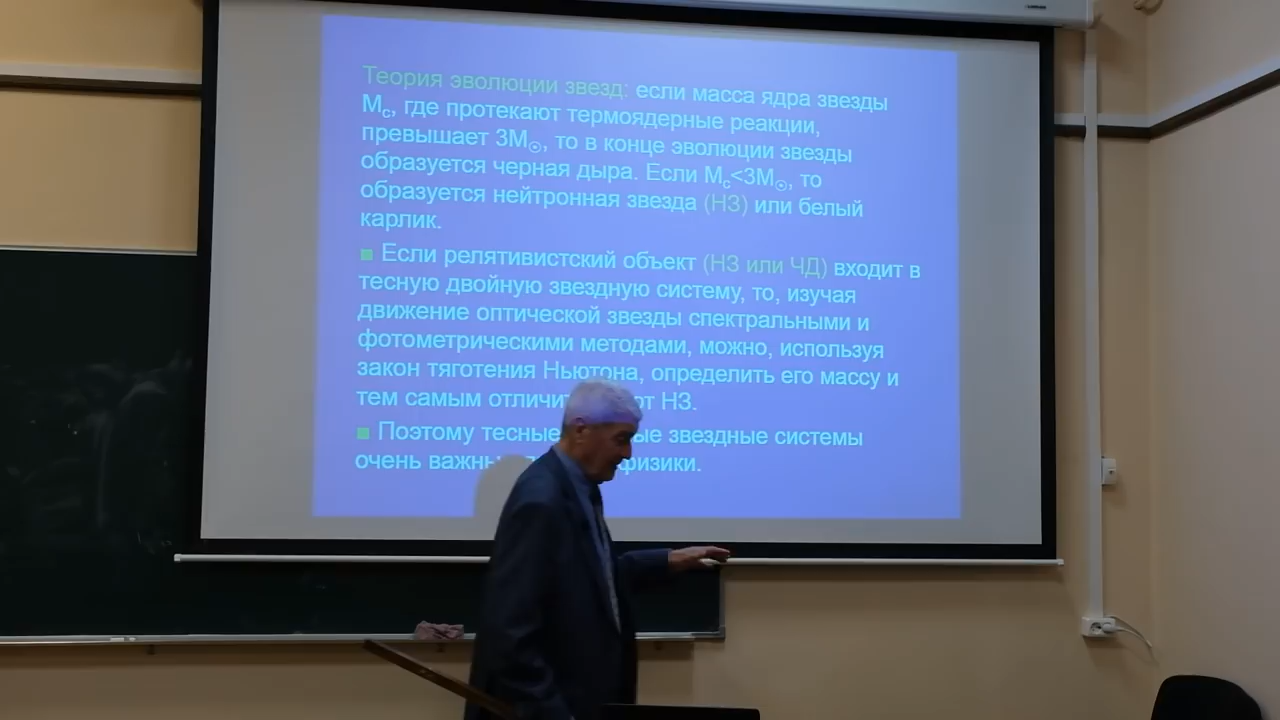 Теория эволюции звезд: если масса ядра звезды
Mc, где протекают термоядерные реакции,
превышает 3M☉, то в конце эволюции звезды
образуется черная дыра. Если Mc<3M☉, то
образуется нейтронная звезда (НЗ) или белый
карлик.
■ Если релятивистский объект (НЗ или ЧД) входит в
тесную двойную звездную систему, то, изучая
движение оптической звезды спектральными и
фотометрическими методами, можно, используя
закон тяготения Ньютона, определить его массу и
тем самым от НЗ.
■ Поэтому тесные звездные системы
очень